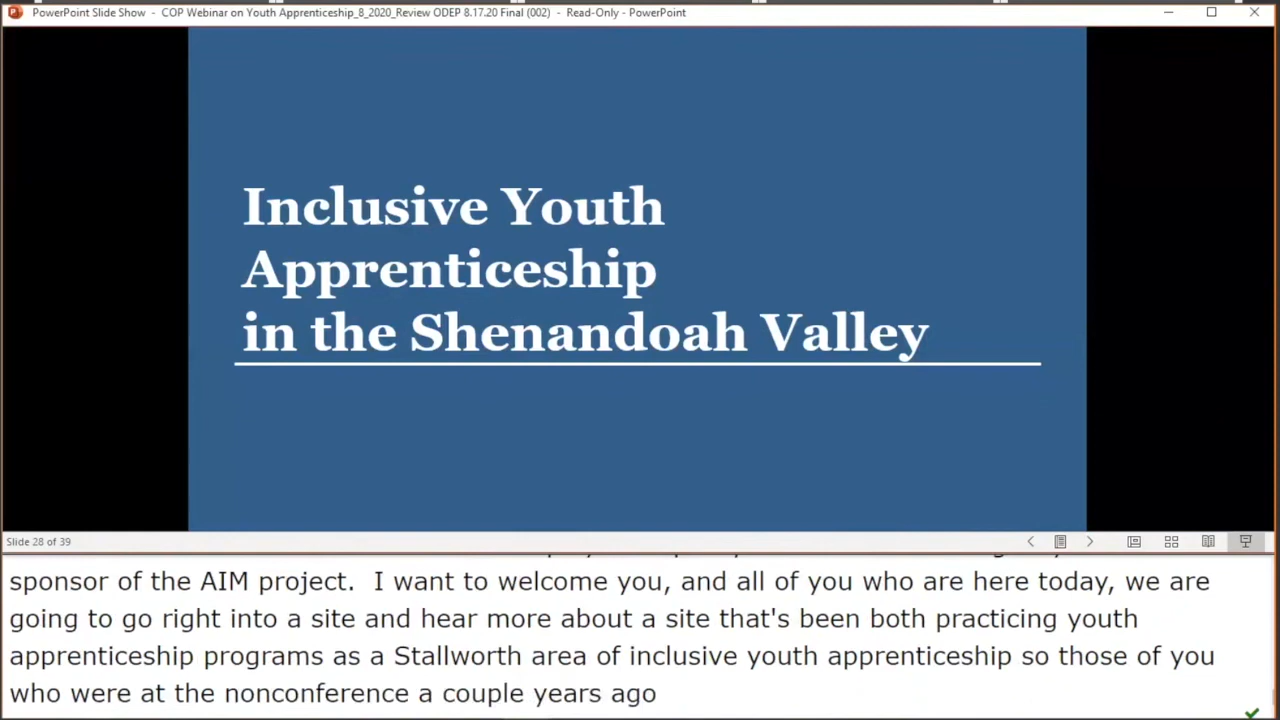 PowerPoint Slide Show - COP Webinar on Youth Apprenticeship_8_2020_Review ODEP 8.17.20 Final (002) - Read-Only - PowerPoint
Inclusive Youth
Apprenticeship
in the Shenandoah Valley
Slide 28 of 39
sponsor of the AIM project. I want to welcome you, and all of you who are here today, we are
going to go right into a site and hear more about a site that's been both practicing youth
apprenticeship programs as a Stallworth area of inclusive youth apprenticeship so those of you
who were at the nonconference a couple years ago